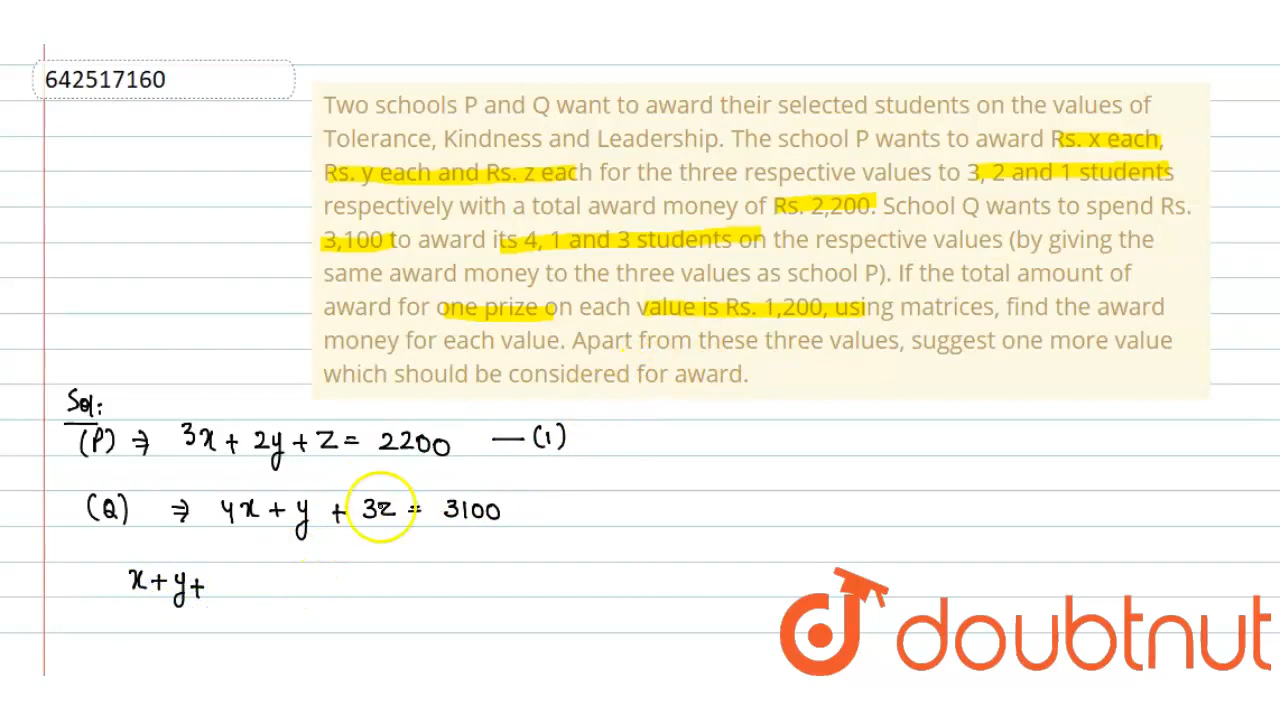 642517160
Two schools P and Q want to award their selected students on the values of
Tolerance, Kindness and Leadership. The school P wants to award Rs. x each,
Rs. y each and Rs. z each for the three respective values to 3, 2 and 1 students
respectively with a total award money of Rs. 2,200. School Q wants to spend Rs.
3,100 to award its 4, 1 and 3 students on the respective values (by giving the
same award money to the three values as school P). If the total amount of
award for one prize on each value is Rs. 1,200, using matrices, find the award
money for each value. Apart from these three values, suggest one more value
which should be considered for award.
Sol:
(P) ⇒ 3x + 2y + z = 2200 — (1)
(Q) ⇒ 4x + y + 3z = 3100
x + y +
doubtnut